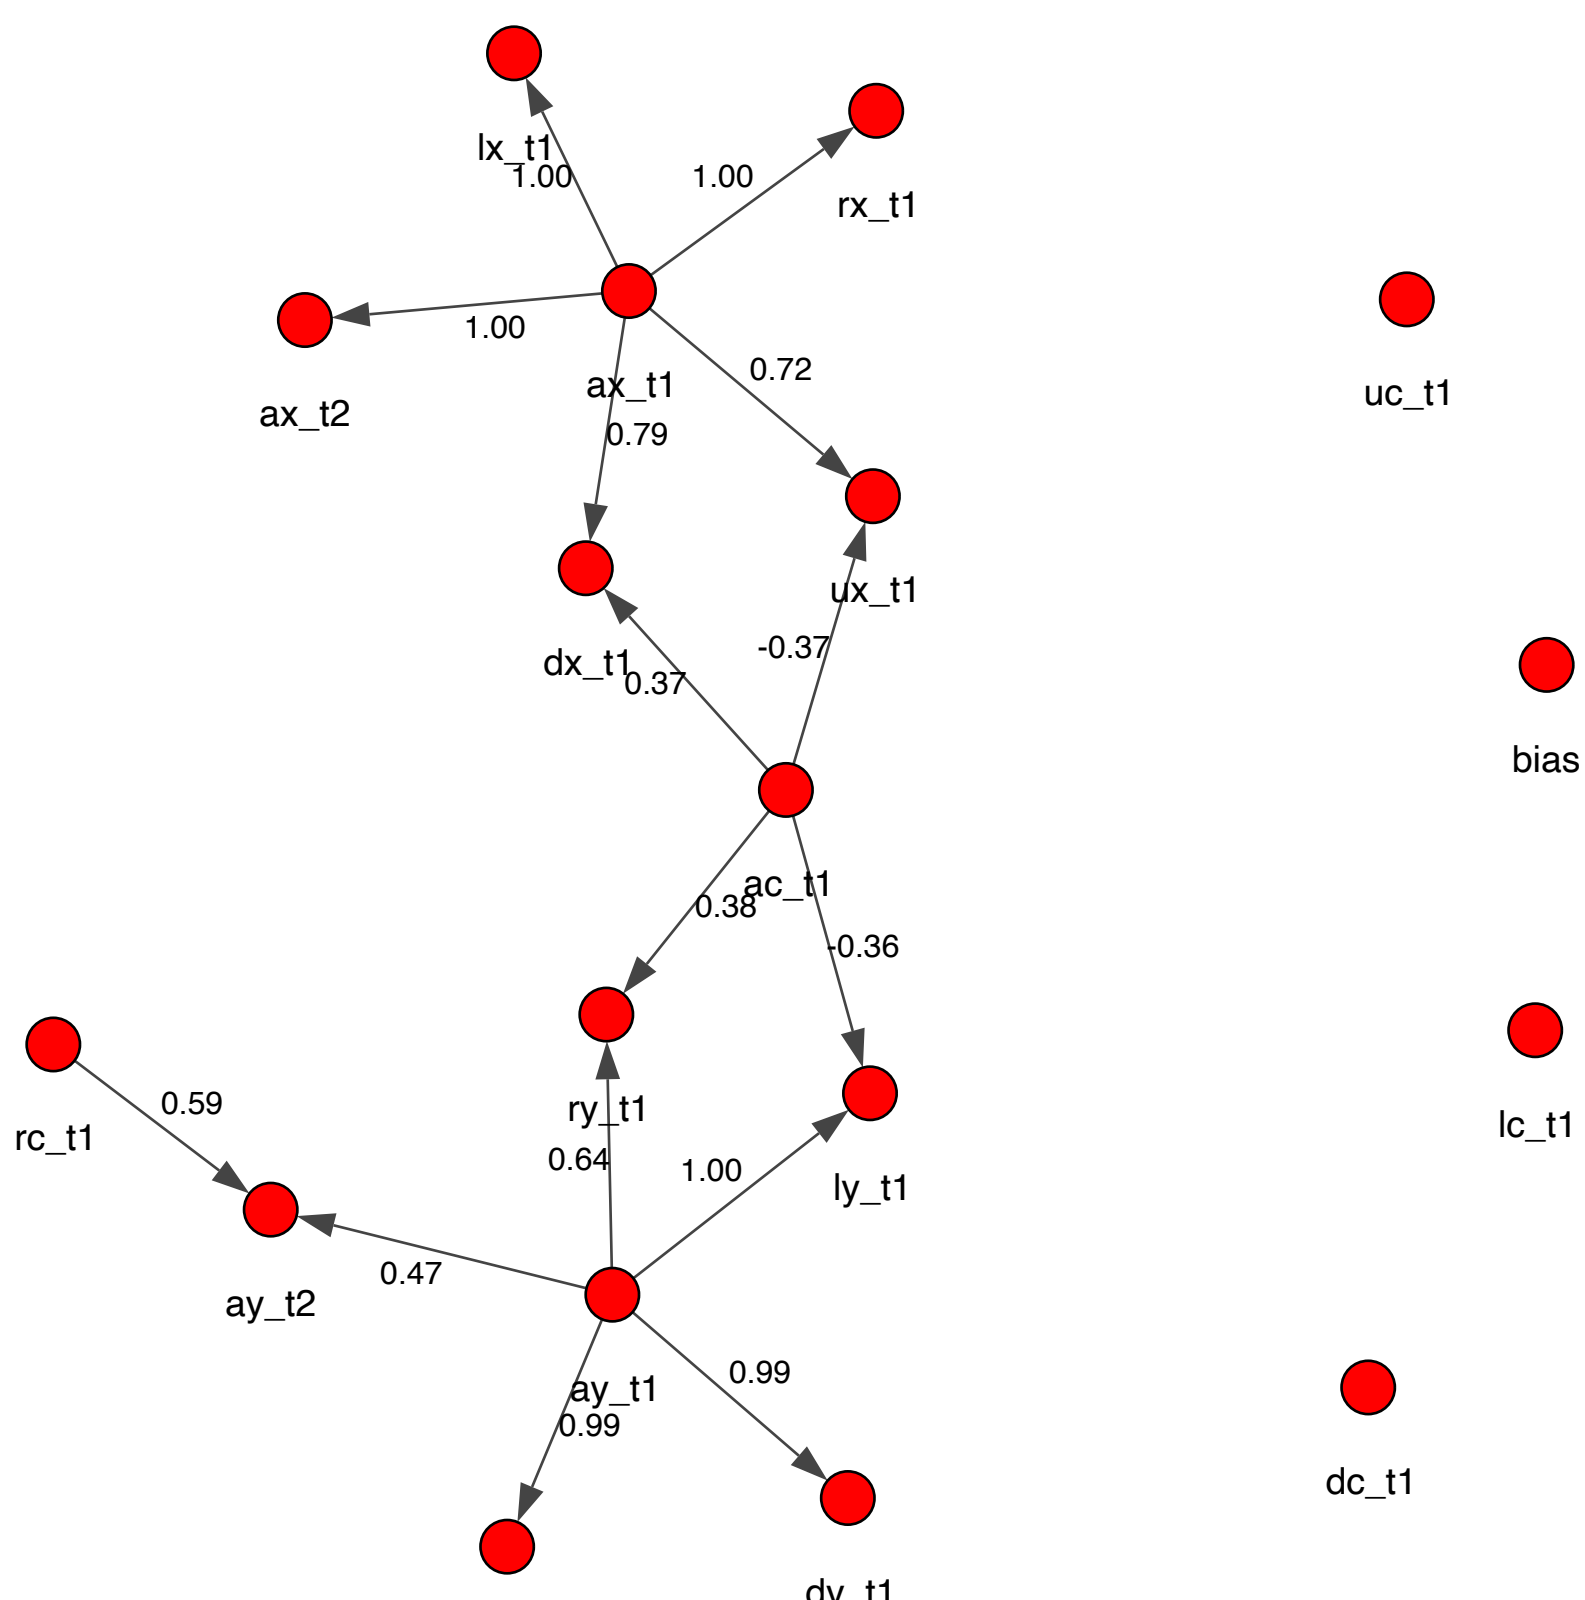 lx_t1
1.00
1.00
rx_t1
1.00
ax_t2
ax_t1
0.72
uc_t1
0.79
ux_t1
-0.37
dx_t1
0.37
bias
ac_t1
0.38
-0.36
rc_t1
0.59
ry_t1
0.64
1.00
lc_t1
ly_t1
0.47
ay_t2
ay_t1
0.99
0.99
dc_t1
dy_t1